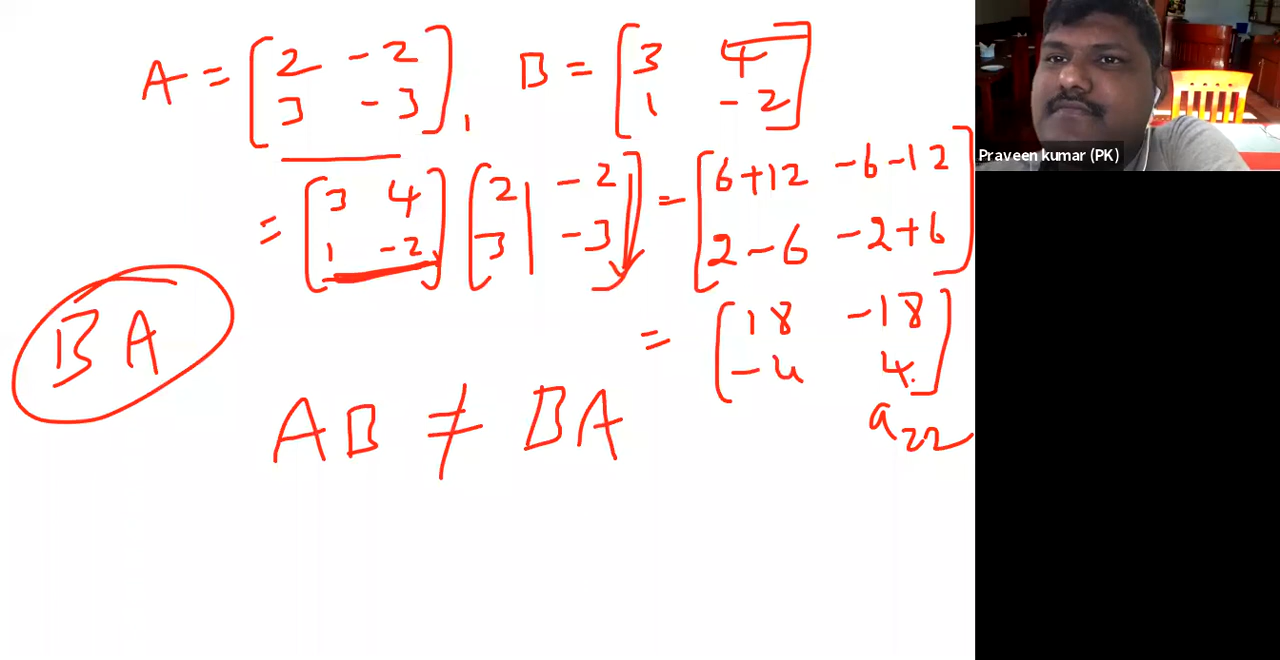 A = [2 -2
3 -3], B = [3 4
1 -2]
= [3 4
1 -2] [2 -2
3 -3] = [6+12 -6-12
2-6 -2+6]
= [18 -18
-4 4.]
a22
BA
AB ≠ BA
Praveen kumar (PK)